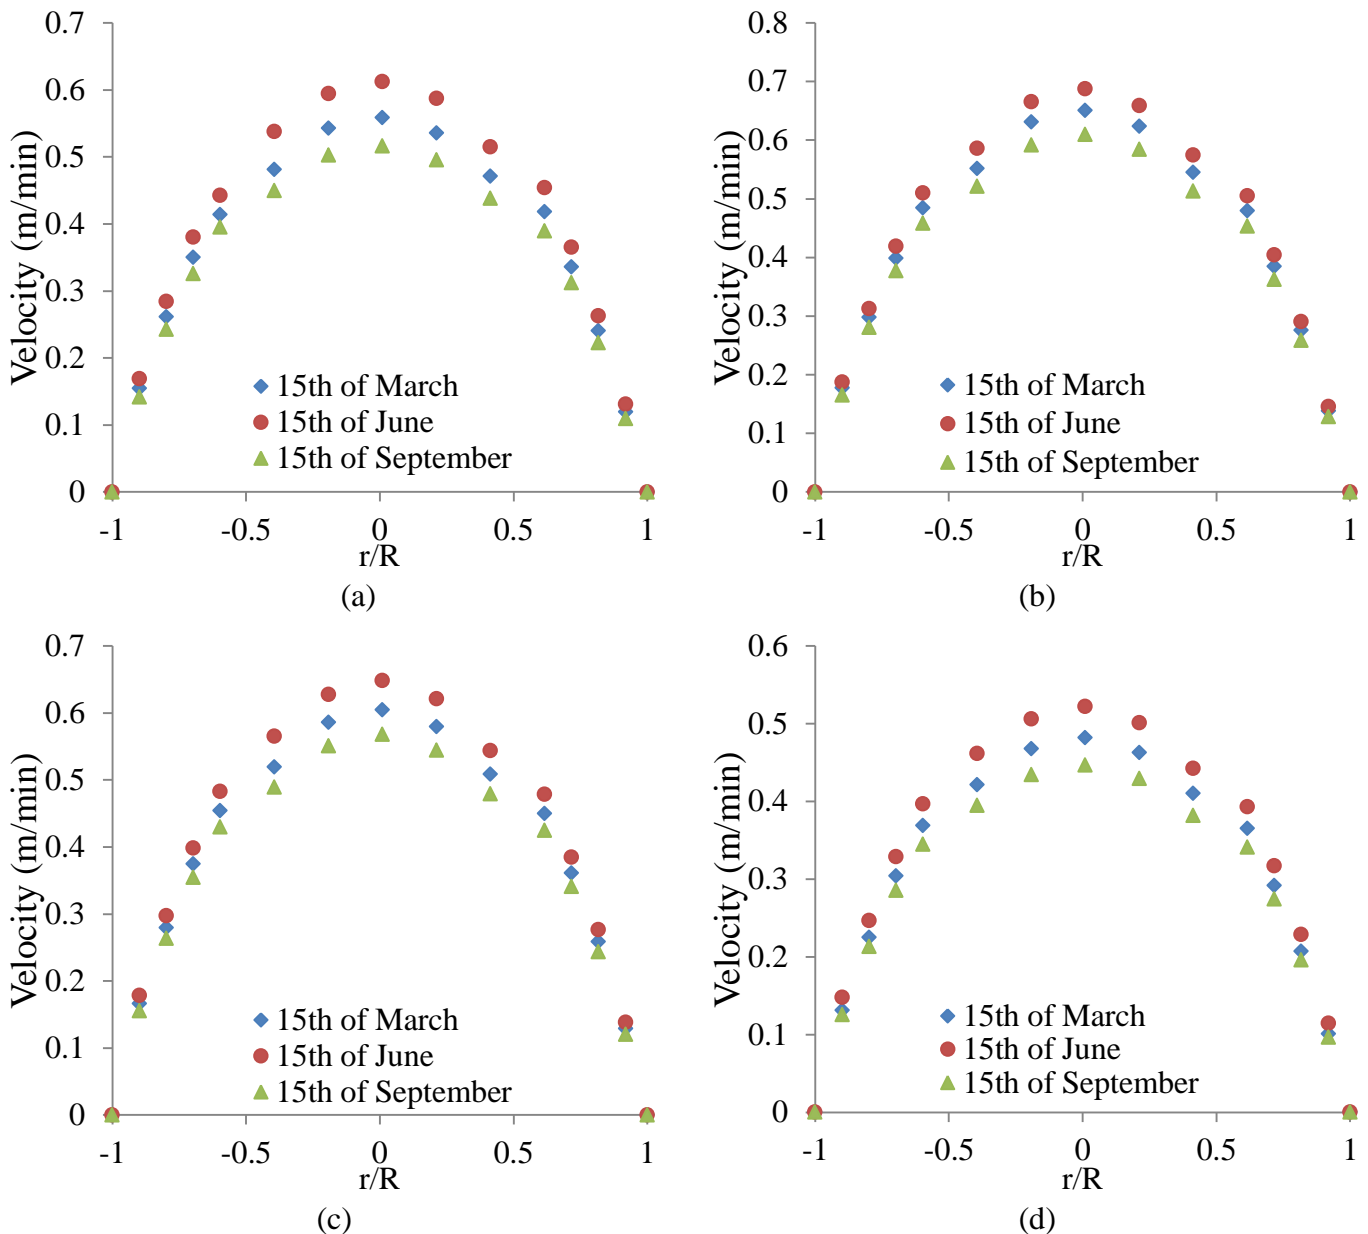 0.7
0.6
0.5
0.4
0.3
0.2
0.1
0
Velocity (m/min)
15th of March
15th of June
15th of September
-1 -0.5 0 0.5 1
r/R
(a)
0.8
0.7
0.6
0.5
0.4
0.3
0.2
0.1
0
Velocity (m/min)
15th of March
15th of June
15th of September
-1 -0.5 0 0.5 1
r/R
(b)
0.7
0.6
0.5
0.4
0.3
0.2
0.1
0
Velocity (m/min)
15th of March
15th of June
15th of September
-1 -0.5 0 0.5 1
r/R
(c)
0.6
0.5
0.4
0.3
0.2
0.1
0
Velocity (m/min)
15th of March
15th of June
15th of September
-1 -0.5 0 0.5 1
r/R
(d)